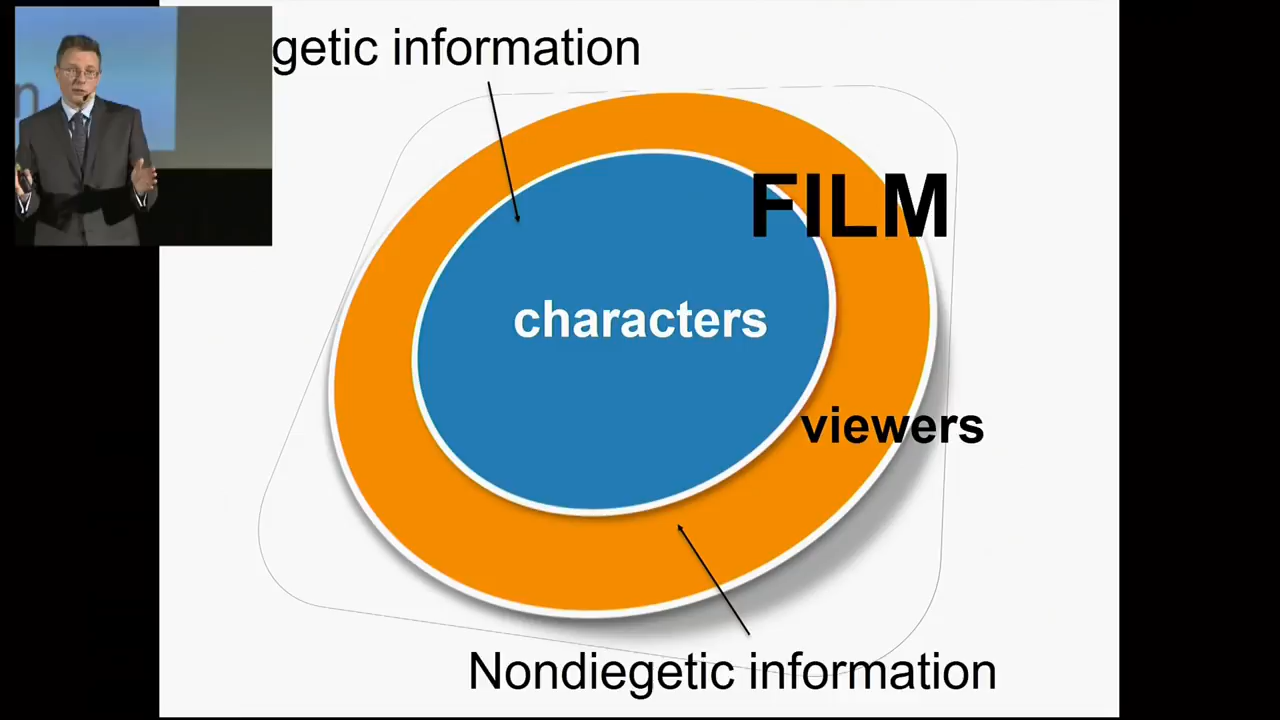 getic information
FILM
characters
viewers
Nondiegetic information